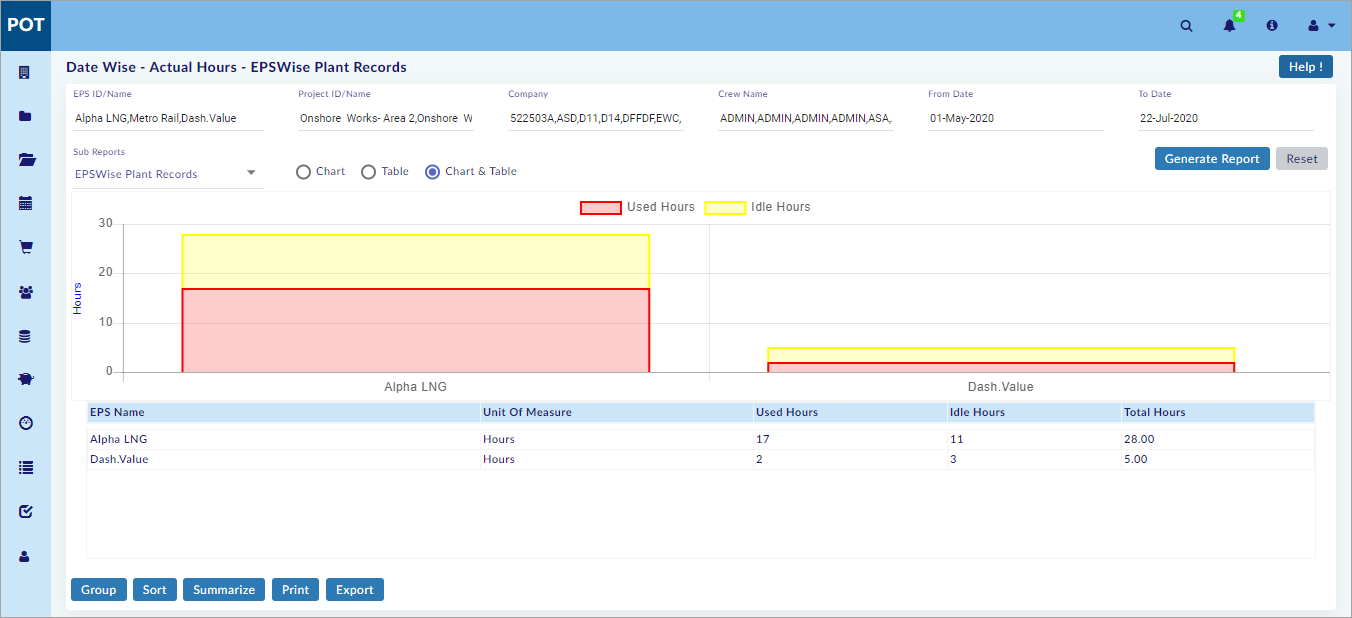 POT
4
Date Wise - Actual Hours - EPSWise Plant Records
Help !
EPS ID/Name Project ID/Name Company Crew Name From Date To Date
Alpha LNG,Metro Rail,Dash.Value Onshore Works- Area 2,Onshore W 522503A,ASD,D11,D14,DFFDF,EWC, ADMIN,ADMIN,ADMIN,ADMIN,ASA, 01-May-2020 22-Jul-2020
Sub Reports
EPSWise Plant Records Chart Table Chart & Table Generate Report Reset
Used Hours Idle Hours
30
20
10
0
Hours
Alpha LNG Dash.Value
EPS Name Unit Of Measure Used Hours Idle Hours Total Hours
Alpha LNG Hours 17 11 28.00
Dash.Value Hours 2 3 5.00
Group Sort Summarize Print Export